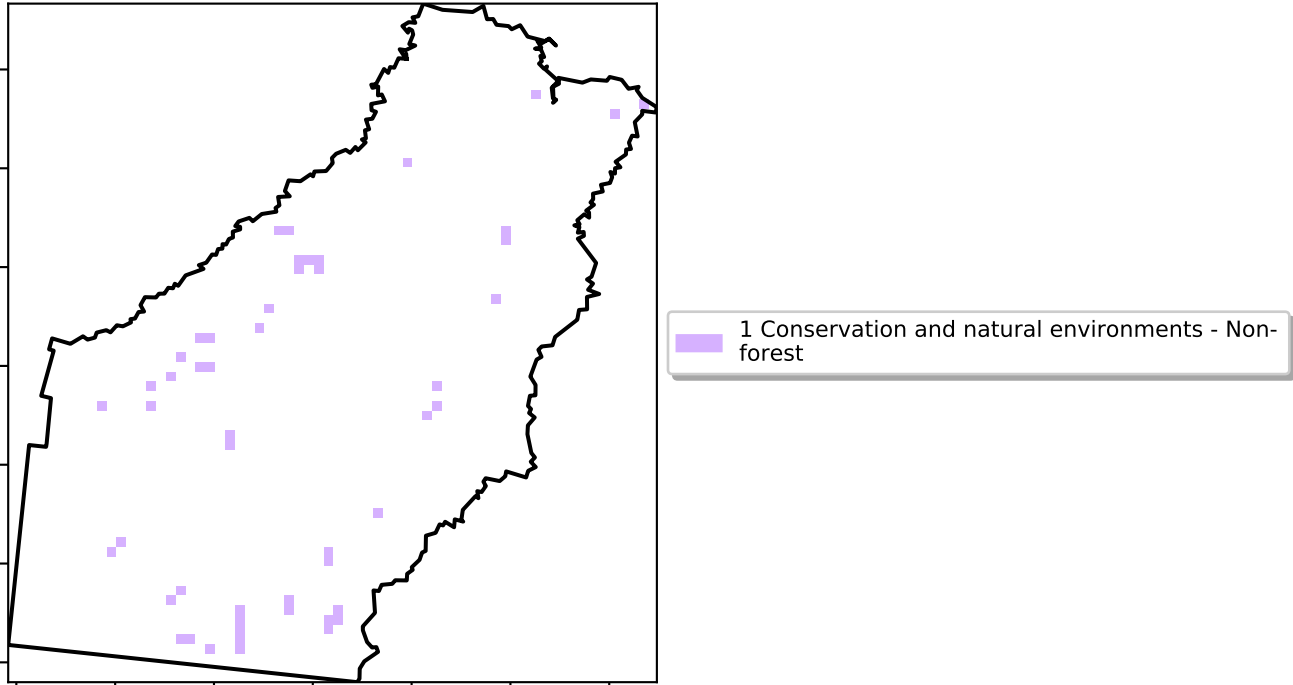 1 Conservation and natural environments - Non-
forest